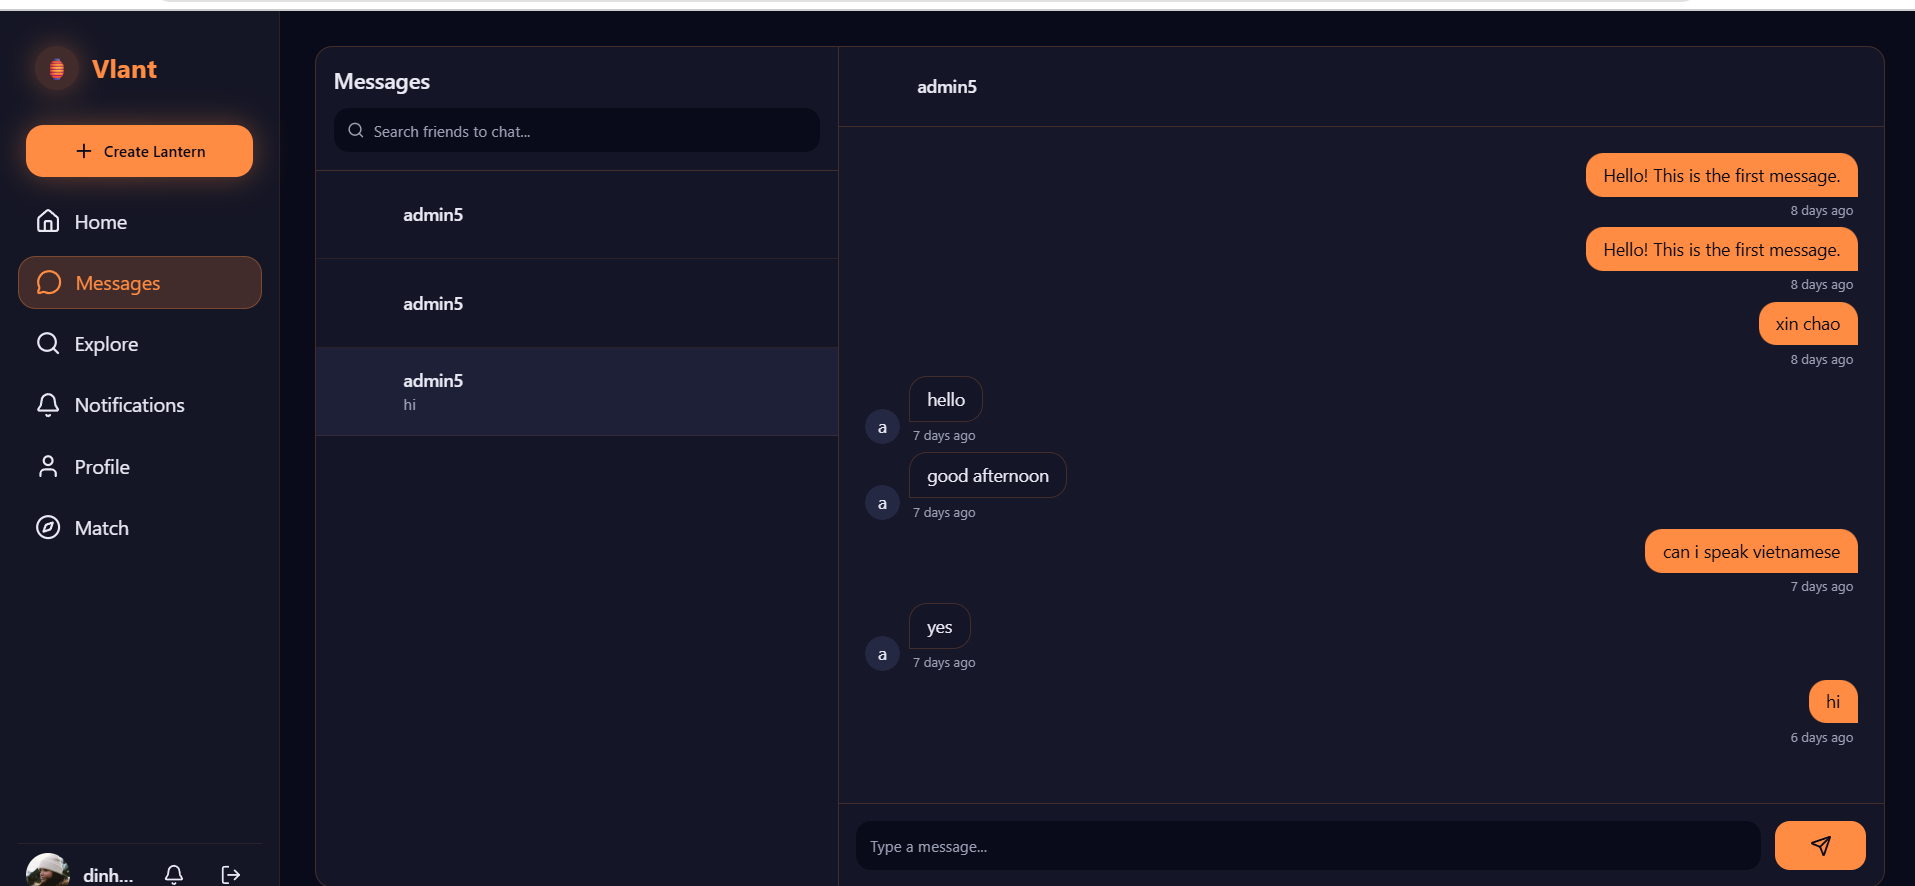 Vlant
Create Lantern
Home
Messages
Explore
Notifications
Profile
Match
dinh...
Messages
Search friends to chat...
admin5
admin5
admin5
hi
admin5
Hello! This is the first message.
8 days ago
Hello! This is the first message.
8 days ago
xin chao
8 days ago
hello
a
7 days ago
good afternoon
a
7 days ago
can i speak vietnamese
7 days ago
yes
a
7 days ago
hi
6 days ago
Type a message...